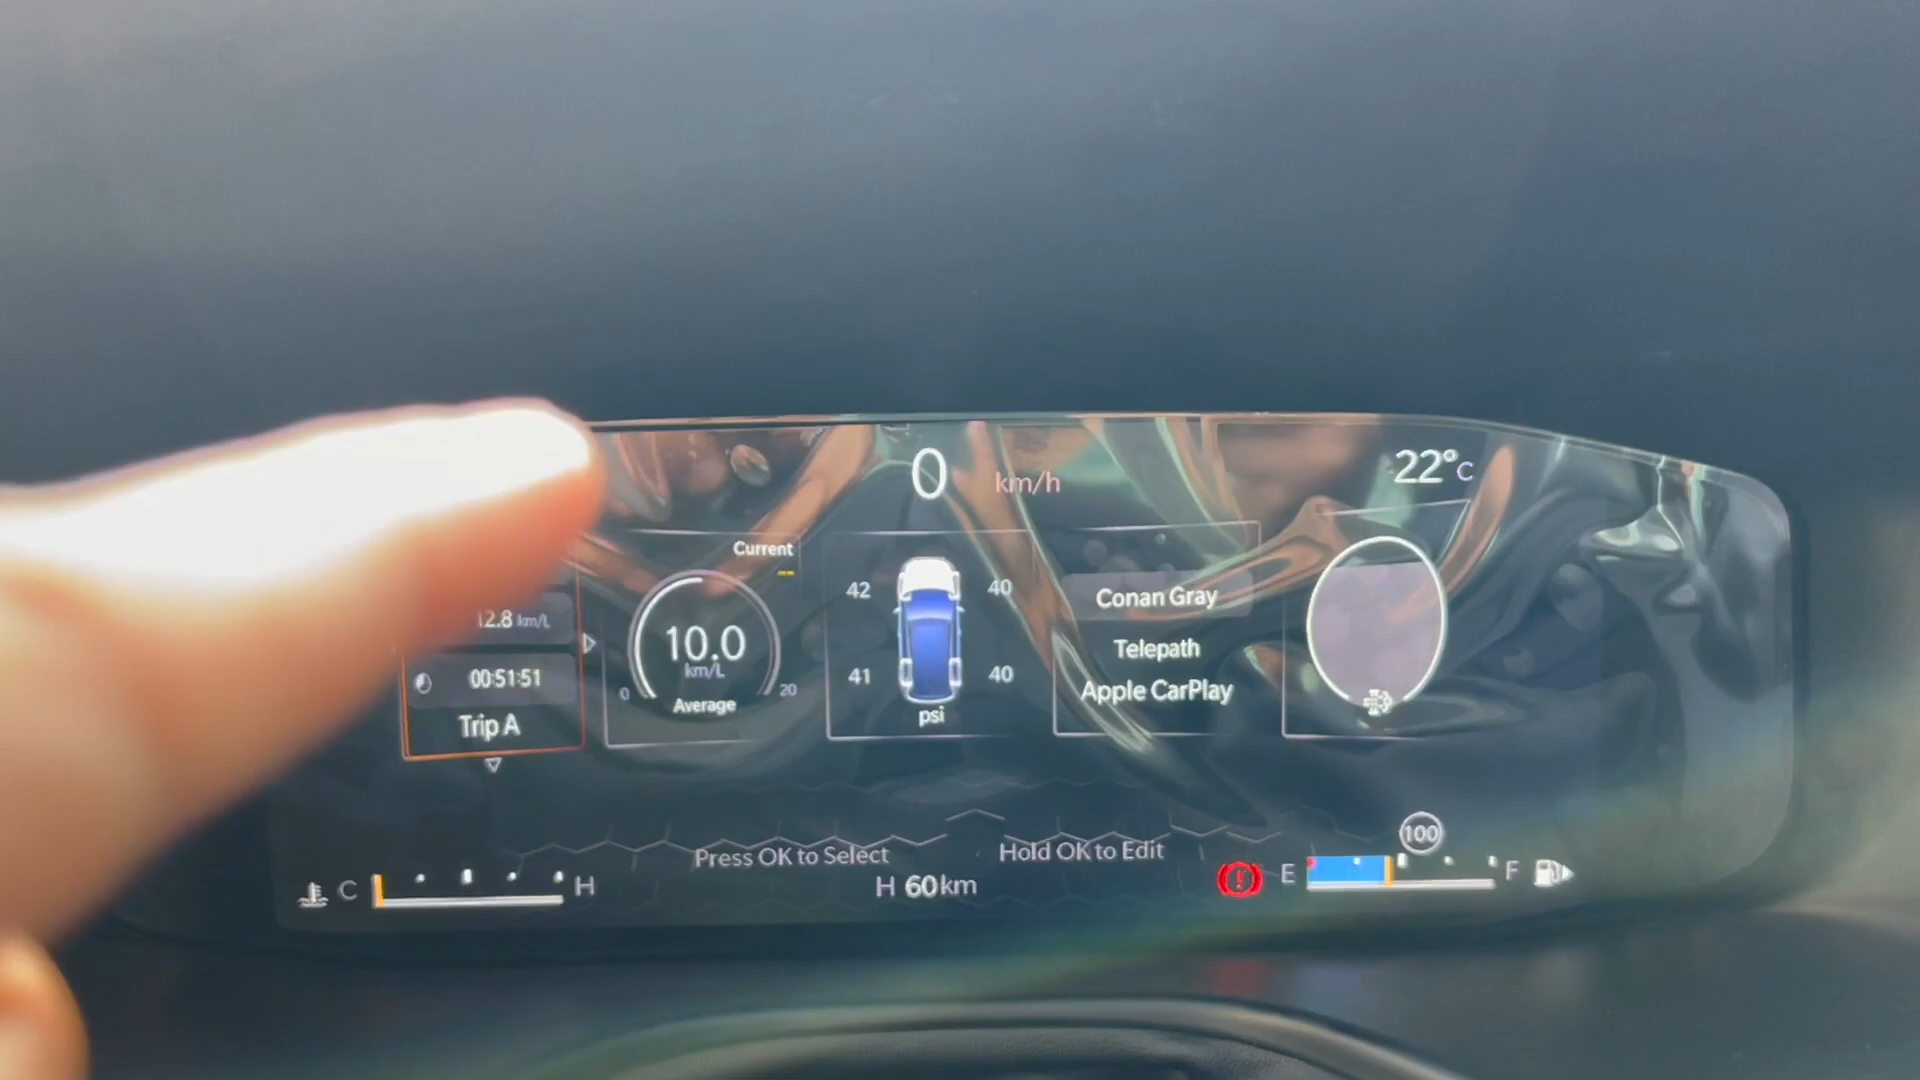 0 km/h
22°C
Current
--
12.8 km/L
00:51:51
Trip A
10.0
km/L
0
20
Average
42
40
41
40
psi
Conan Gray
Telepath
Apple CarPlay
Press OK to Select
Hold OK to Edit
100
C
H
H 60km
E
F